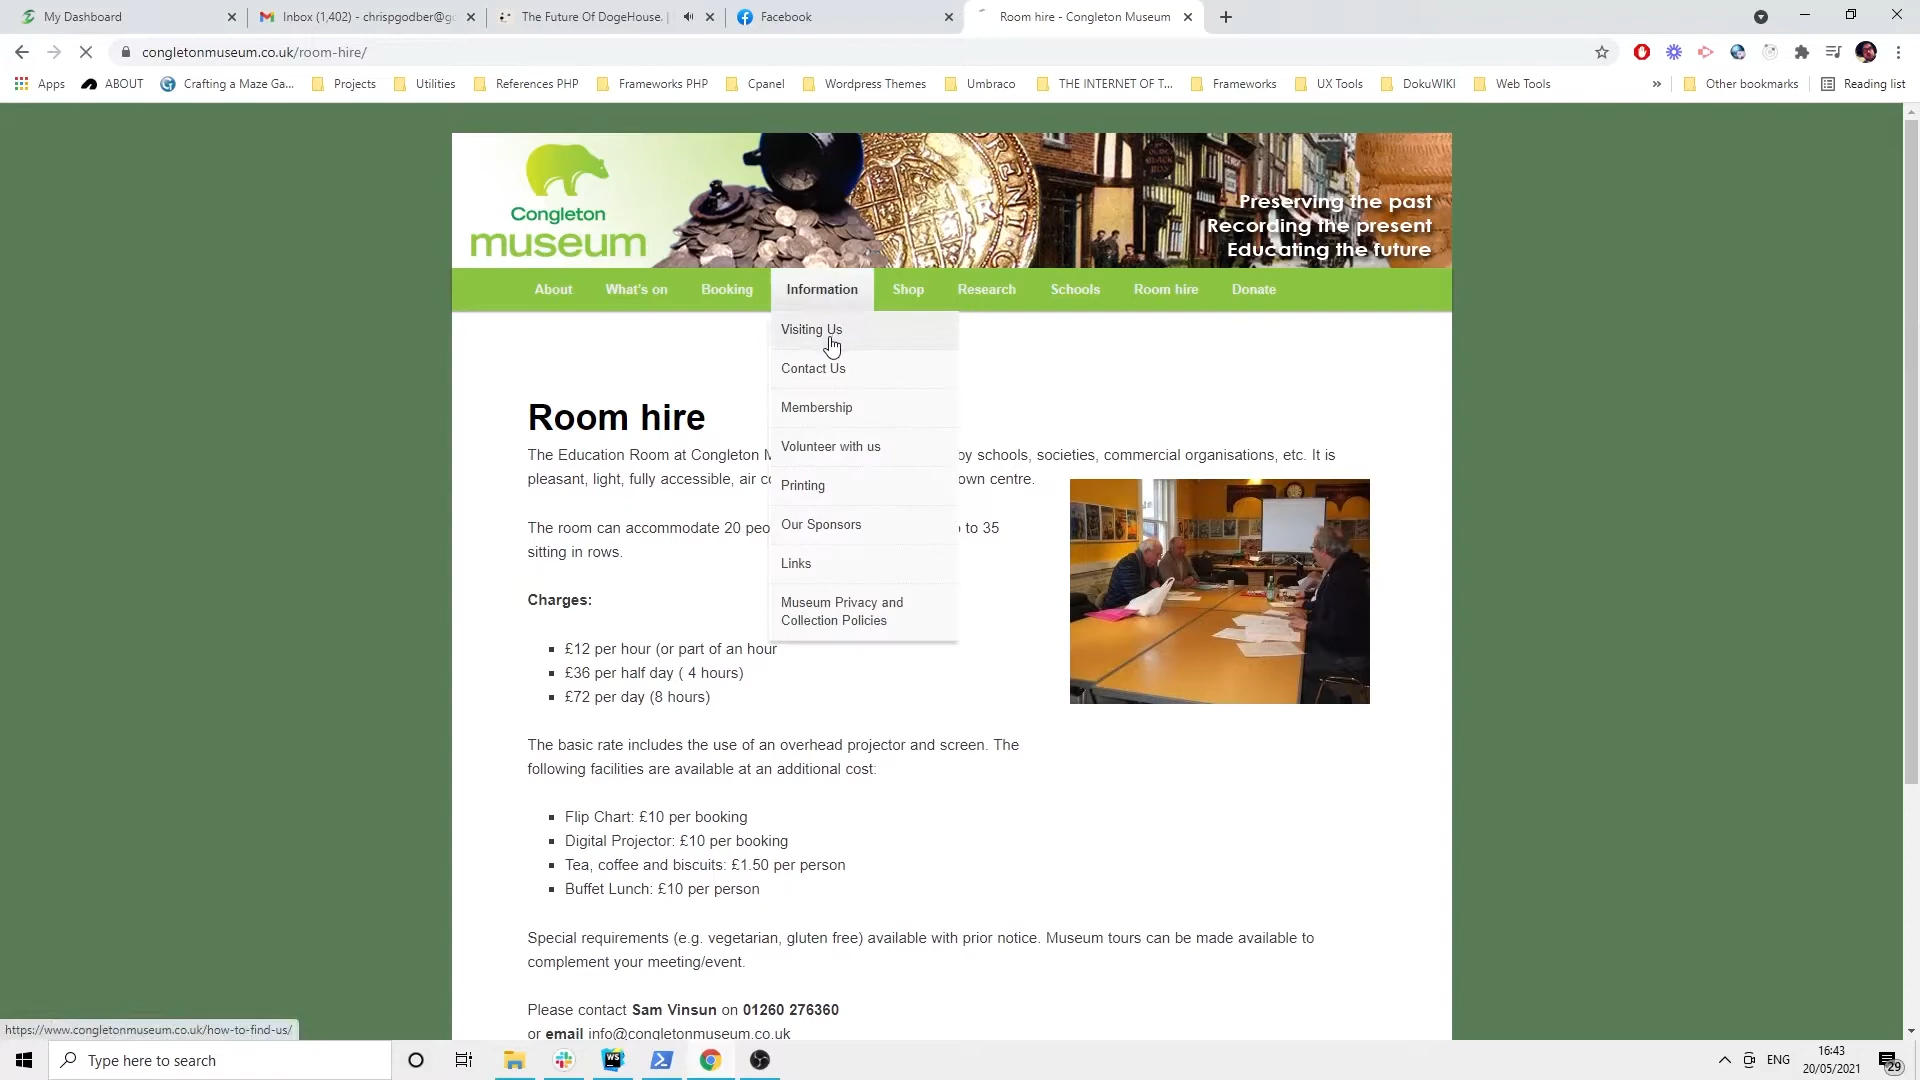 My Dashboard
Inbox (1,402) - chrispgodber@gc
The Future Of DogeHouse.
Facebook
Room hire - Congleton Museum
congletonmuseum.co.uk/room-hire/
Apps
ABOUT
Crafting a Maze Ga...
Projects
Utilities
References PHP
Frameworks PHP
Cpanel
Wordpress Themes
Umbraco
THE INTERNET OF T...
Frameworks
UX Tools
DokuWIKI
Web Tools
»
Other bookmarks
Reading list
Congleton
museum
OLDE
BLACK
Preserving the past
Recording the present
Educating the future
About
What's on
Booking
Information
Shop
Research
Schools
Room hire
Donate
Visiting Us
Contact Us
Membership
Volunteer with us
Printing
Our Sponsors
Links
Museum Privacy and
Collection Policies
Room hire
The Education Room at Congleton M by schools, societies, commercial organisations, etc. It is
pleasant, light, fully accessible, air co own centre.
The room can accommodate 20 peo to 35
sitting in rows.
Charges:
£12 per hour (or part of an hour
£36 per half day ( 4 hours)
£72 per day (8 hours)
The basic rate includes the use of an overhead projector and screen. The
following facilities are available at an additional cost:
Flip Chart: £10 per booking
Digital Projector: £10 per booking
Tea, coffee and biscuits: £1.50 per person
Buffet Lunch: £10 per person
Special requirements (e.g. vegetarian, gluten free) available with prior notice. Museum tours can be made available to
complement your meeting/event.
Please contact Sam Vinsun on 01260 276360
or email info@congletonmuseum.co.uk
https://www.congletonmuseum.co.uk/how-to-find-us/
Type here to search
WS
ENG
16:43
20/05/2021
29